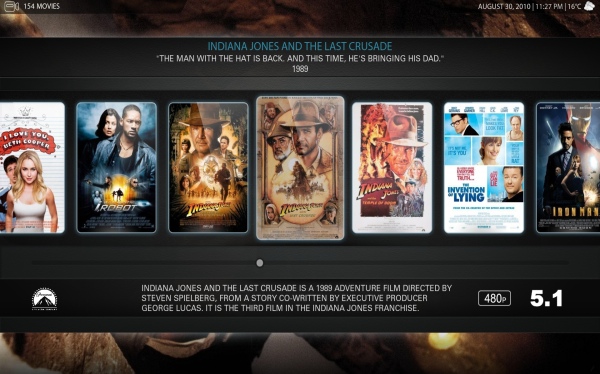 154 MOVIES
AUGUST 30, 2010 | 11:27 PM | 16°C
INDIANA JONES AND THE LAST CRUSADE
"THE MAN WITH THE HAT IS BACK. AND THIS TIME, HE'S BRINGING HIS DAD."
1989
I LOVE YOU,
BETH COOPER
I, ROBOT
INDIANA JONES
INDIANA JONES
INDIANA JONES
TEMPLE OF DOOM
THE
INVENTION
OF LYING
IRON MAN
INDIANA JONES AND THE LAST CRUSADE IS A 1989 ADVENTURE FILM DIRECTED BY
STEVEN SPIELBERG, FROM A STORY CO-WRITTEN BY EXECUTIVE PRODUCER
GEORGE LUCAS. IT IS THE THIRD FILM IN THE INDIANA JONES FRANCHISE.
480P
5.1